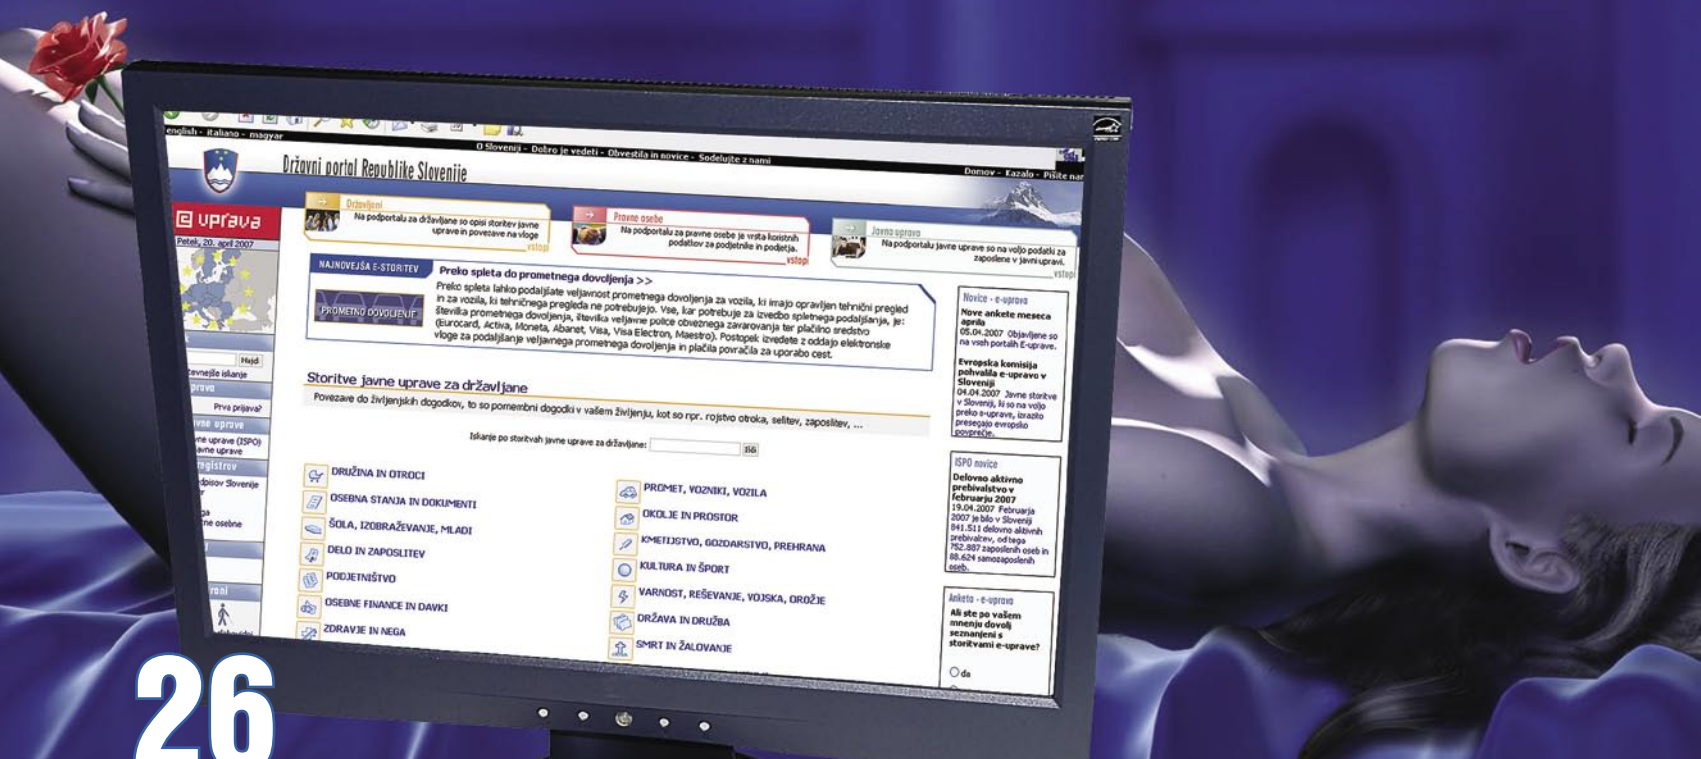 english - italiano - magyar
O Sloveniji - Dobro je vedeti - Obvestila in novice - Sodelujte z nami
Domov - Kazalo - Pišite nam
Državni portal Republike Slovenije
e uprava
Petek, 20. april 2007
Državljani
Na podportalu za državljane so opisi storitev javne
uprave in povezave na vloge
vstopi
Pravne osebe
Na podportalu za pravne osebe je vrsta koristnih
podatkov za podjetnike in podjetja.
vstopi
Javna uprava
Na podportalu javne uprave so na voljo podatki za
zaposlene v javni upravi.
vstopi
NAJNOVEJŠA E-STORITEV
PROMETNO DOVOLJENJE
Preko spleta do prometnega dovoljenja >>
Preko spleta lahko podaljšate veljavnost prometnega dovoljenja za vozila, ki imajo opravljen tehnični pregled
in za vozila, ki tehničnega pregleda ne potrebujejo. Vse, kar potrebuje za izvedbo spletnega podaljšanja, je:
številka prometnega dovoljenja, številka veljavne police obveznega zavarovanja ter plačilno sredstvo
(Eurocard, Activa, Moneta, Abanet, Visa, Visa Electron, Maestro). Postopek izvedete z oddajo elektronske
vloge za podaljšanje veljavnega prometnega dovoljenja in plačila povračila za uporabo cest.
Najdi
iskanje
Prva prijava?
uprave (ISPO)
uprave
Slovenije
osebne
Storitve javne uprave za državljane
Povezave do življenjskih dogodkov, to so pomembni dogodki v vašem življenju, kot so npr. rojstvo otroka, selitev, zaposlitev, ...
Iskanje po storitvah javne uprave za državljane:
Išči
DRUŽINA IN OTROCI
OSEBNA STANJA IN DOKUMENTI
ŠOLA, IZOBRAŽEVANJE, MLADI
DELO IN ZAPOSLITEV
PODJETNIŠTVO
OSEBNE FINANCE IN DAVKI
ZDRAVJE IN NEGA
PROMET, VOZNIKI, VOZILA
OKOLJE IN PROSTOR
KMETIJSTVO, GOZDARSTVO, PREHRANA
KULTURA IN ŠPORT
VARNOST, REŠEVANJE, VOJSKA, OROŽJE
DRŽAVA IN DRUŽBA
SMRT IN ŽALOVANJE
Novice - e-uprava
Nove ankete meseca
aprila
05.04.2007 Objavljene so
na vseh portalih E-uprave.
Evropska komisija
pohvalila e-upravo v
Sloveniji
04.04.2007 Javne storitve
v Sloveniji, ki so na voljo
preko e-uprave, izrazito
presegajo evropsko
povprečje.
ISPO novice
Delovno aktivno
prebivalstvo v
februarju 2007
19.04.2007 Februarja
2007 je bilo v Sloveniji
841.511 delovno aktivnih
prebivalcev, od tega
752.887 zaposlenih oseb in
88.624 samozaposlenih
oseb.
Anketa - e-uprava
Ali ste po vašem
mnenju dovolj
seznanjeni s
storitvami e-uprave?
da
26